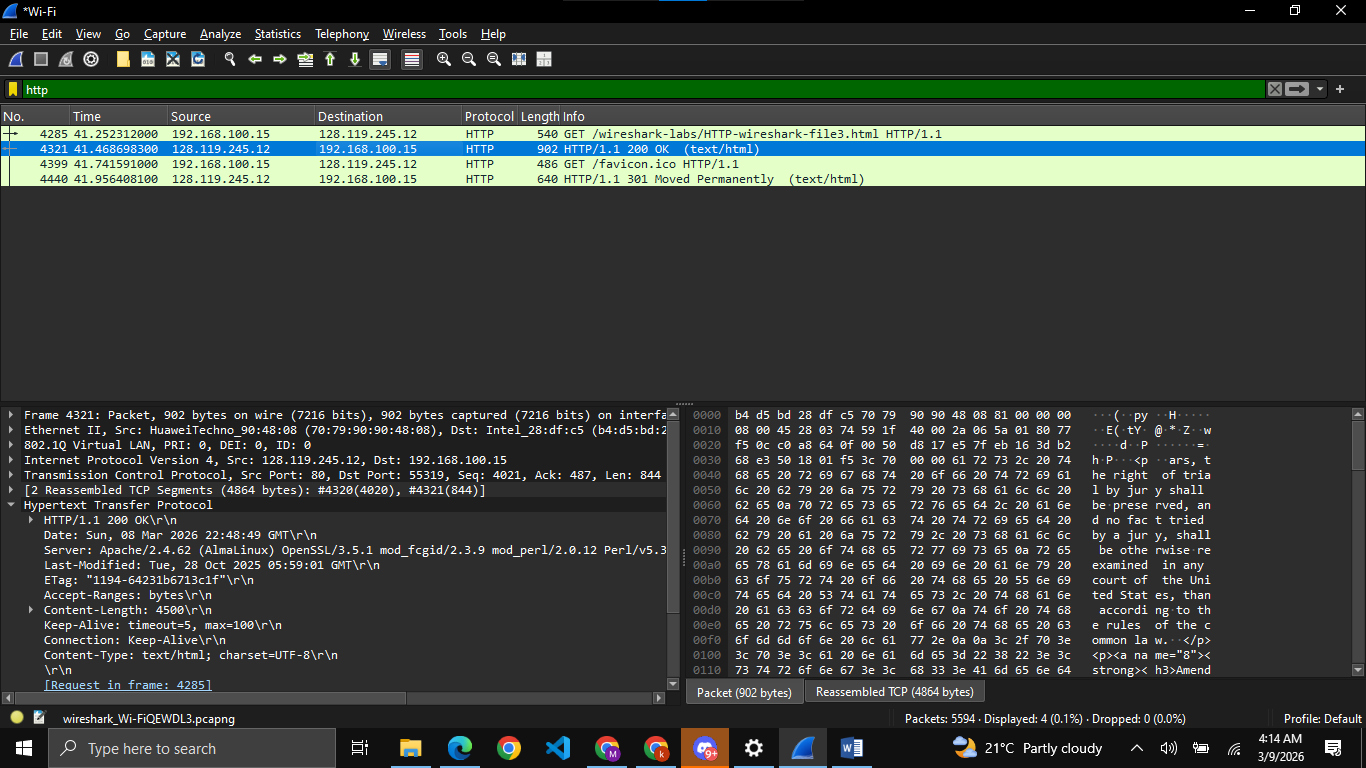 *Wi-Fi
File Edit View Go Capture Analyze Statistics Telephony Wireless Tools Help
http
No. Time Source Destination Protocol Length Info
4285 41.252312000 192.168.100.15 128.119.245.12 HTTP 540 GET /wireshark-labs/HTTP-wireshark-file3.html HTTP/1.1
4321 41.468698300 128.119.245.12 192.168.100.15 HTTP 902 HTTP/1.1 200 OK (text/html)
4399 41.741591000 192.168.100.15 128.119.245.12 HTTP 486 GET /favicon.ico HTTP/1.1
4440 41.956408100 128.119.245.12 192.168.100.15 HTTP 640 HTTP/1.1 301 Moved Permanently (text/html)
Frame 4321: Packet, 902 bytes on wire (7216 bits), 902 bytes captured (7216 bits) on interfa
Ethernet II, Src: HuaweiTechno_90:48:08 (70:79:90:90:48:08), Dst: Intel_28:df:c5 (b4:d5:bd:2
802.1Q Virtual LAN, PRI: 0, DEI: 0, ID: 0
Internet Protocol Version 4, Src: 128.119.245.12, Dst: 192.168.100.15
Transmission Control Protocol, Src Port: 80, Dst Port: 55319, Seq: 4021, Ack: 487, Len: 844
[2 Reassembled TCP Segments (4864 bytes): #4320(4020), #4321(844)]
Hypertext Transfer Protocol
HTTP/1.1 200 OK\r\n
Date: Sun, 08 Mar 2026 22:48:49 GMT\r\n
Server: Apache/2.4.62 (AlmaLinux) OpenSSL/3.5.1 mod_fcgid/2.3.9 mod_perl/2.0.12 Perl/v5.3
Last-Modified: Tue, 28 Oct 2025 05:59:01 GMT\r\n
ETag: "1194-64231b6713c1f"\r\n
Accept-Ranges: bytes\r\n
Content-Length: 4500\r\n
Keep-Alive: timeout=5, max=100\r\n
Connection: Keep-Alive\r\n
Content-Type: text/html; charset=UTF-8\r\n
\r\n
[Request in frame: 4285]
0000 b4 d5 bd 28 df c5 70 79 90 90 48 08 81 00 00 00 ···(··py ··H·····
0010 08 00 45 28 03 74 59 1f 40 00 2a 06 5a 01 80 77 ··E(·tY· @·*·Z··w
0020 f5 0c c0 a8 64 0f 00 50 d8 17 e5 7f eb 16 3d b2 ····d··P ······=·
0030 68 e3 50 18 01 f5 3c 70 00 00 61 72 73 2c 20 74 h·P···<p ··ars, t
0040 68 65 20 72 69 67 68 74 20 6f 66 20 74 72 69 61 he right of tria
0050 6c 20 62 79 20 6a 75 72 79 20 73 68 61 6c 6c 20 l by jur y shall
0060 62 65 0a 70 72 65 73 65 72 76 65 64 2c 20 61 6e be·prese rved, an
0070 64 20 6e 6f 20 66 61 63 74 20 74 72 69 65 64 20 d no fac t tried
0080 62 79 20 61 20 6a 75 72 79 2c 20 73 68 61 6c 6c by a jur y, shall
0090 20 62 65 20 6f 74 68 65 72 77 69 73 65 0a 72 65 be othe rwise·re
00a0 65 78 61 6d 69 6e 65 64 20 69 6e 20 61 6e 79 20 examined in any
00b0 63 6f 75 72 74 20 6f 66 20 74 68 65 20 55 6e 69 court of the Uni
00c0 74 65 64 20 53 74 61 74 65 73 2c 20 74 68 61 6e ted Stat es, than
00d0 20 61 63 63 6f 72 64 69 6e 67 0a 74 6f 20 74 68 accordi ng·to th
00e0 65 20 72 75 6c 65 73 20 6f 66 20 74 68 65 20 63 e rules of the c
00f0 6f 6d 6d 6f 6e 20 6c 61 77 2e 0a 0a 3c 2f 70 3e ommon la w.··</p>
0100 3c 70 3e 3c 61 20 6e 61 6d 65 3d 22 38 22 3e 3c <p><a na me="8"><
0110 73 74 72 6f 6e 67 3e 3c 68 33 3e 41 6d 65 6e 64 strong>< h3>Amend
Packet (902 bytes) Reassembled TCP (4864 bytes)
wireshark_Wi-FiQEWDL3.pcapng Packets: 5594 · Displayed: 4 (0.1%) · Dropped: 0 (0.0%) Profile: Default
Type here to search 9+ 21°C Partly cloudy 4:14 AM
3/9/2026